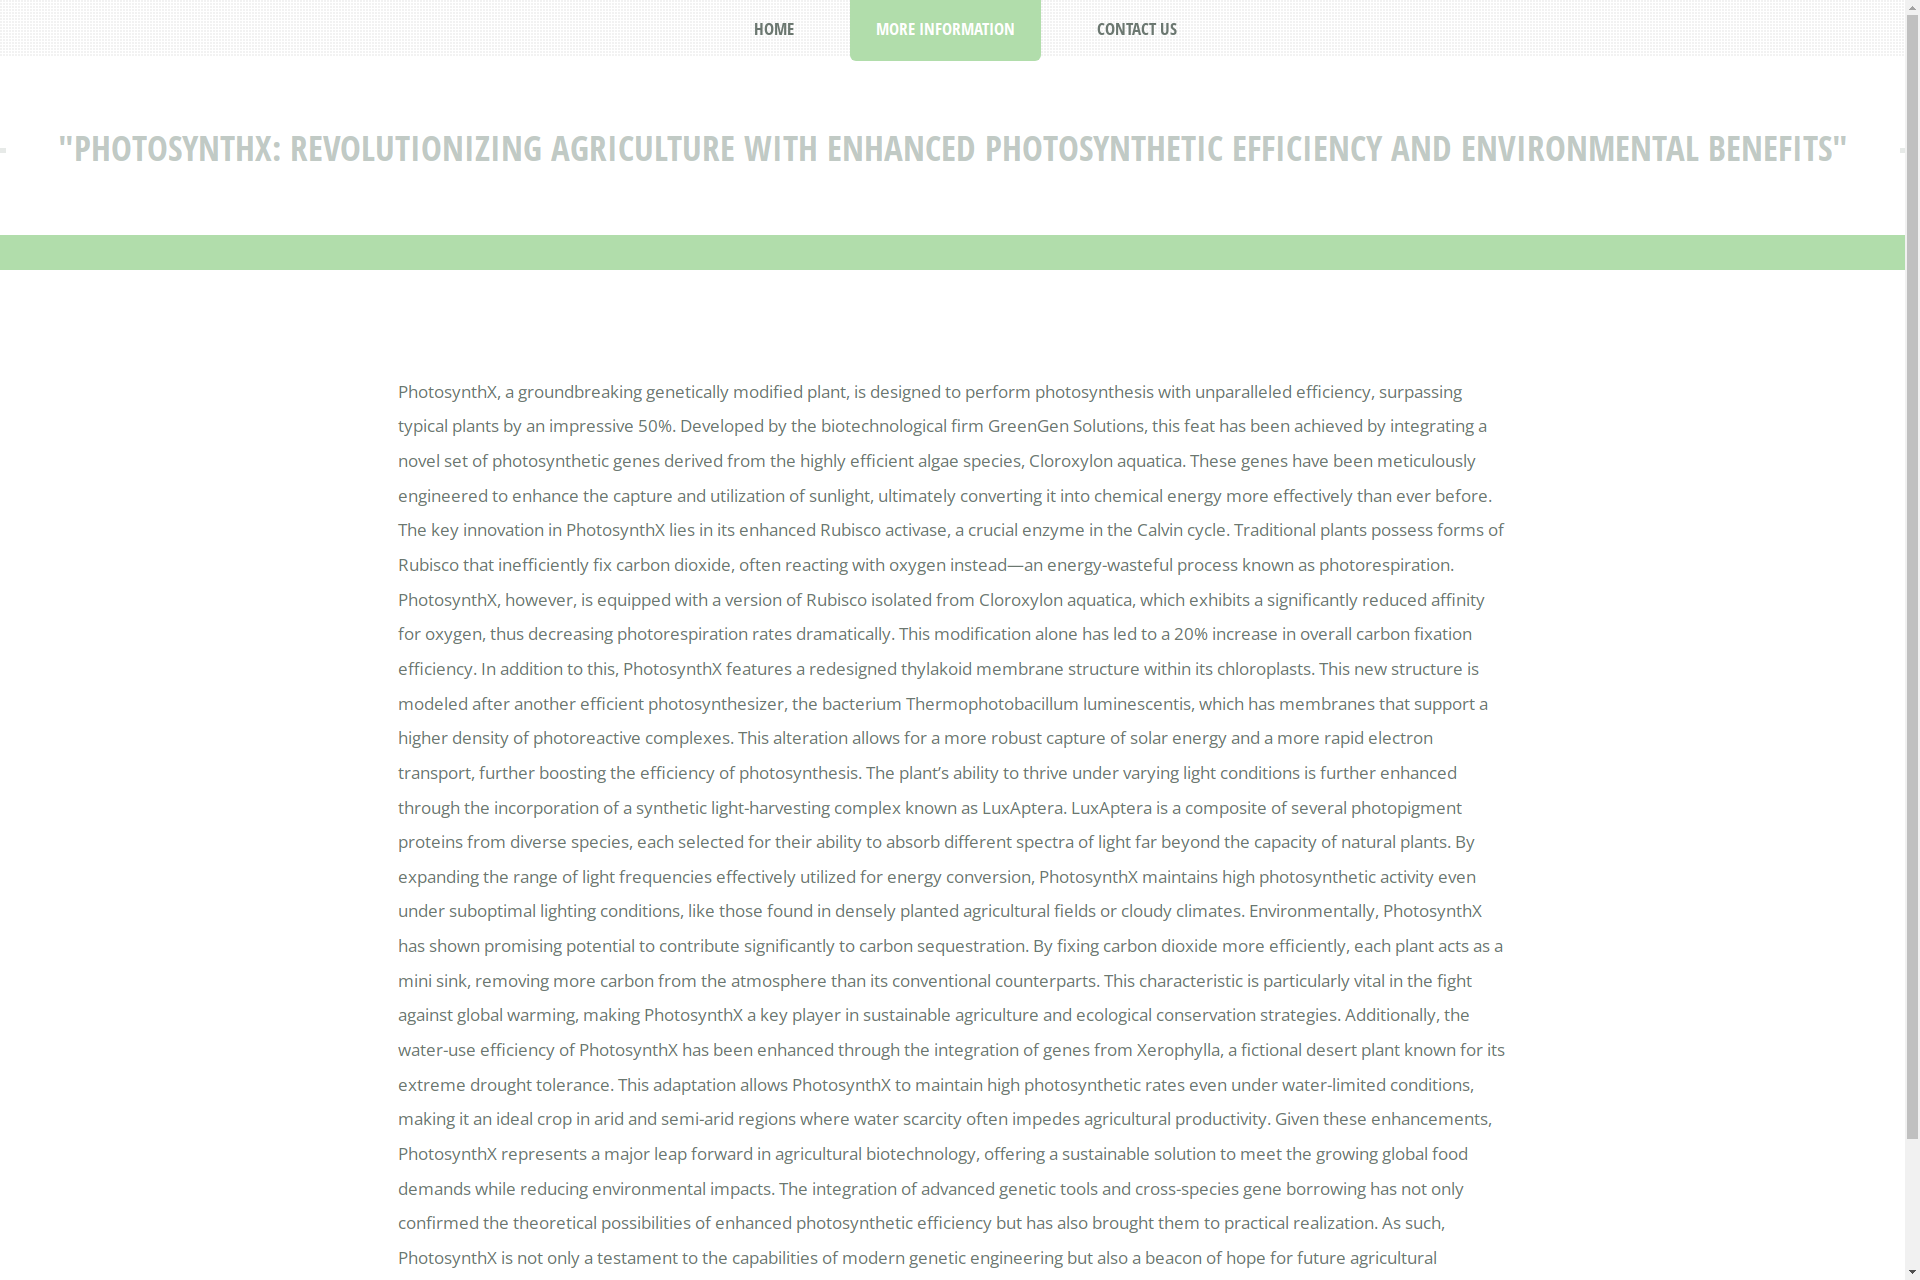 HOME
MORE INFORMATION
CONTACT US
"PHOTOSYNTHX: REVOLUTIONIZING AGRICULTURE WITH ENHANCED PHOTOSYNTHETIC EFFICIENCY AND ENVIRONMENTAL BENEFITS"
PhotosynthX, a groundbreaking genetically modified plant, is designed to perform photosynthesis with unparalleled efficiency, surpassing
typical plants by an impressive 50%. Developed by the biotechnological firm GreenGen Solutions, this feat has been achieved by integrating a
novel set of photosynthetic genes derived from the highly efficient algae species, Cloroxylon aquatica. These genes have been meticulously
engineered to enhance the capture and utilization of sunlight, ultimately converting it into chemical energy more effectively than ever before.
The key innovation in PhotosynthX lies in its enhanced Rubisco activase, a crucial enzyme in the Calvin cycle. Traditional plants possess forms of
Rubisco that inefficiently fix carbon dioxide, often reacting with oxygen instead—an energy-wasteful process known as photorespiration.
PhotosynthX, however, is equipped with a version of Rubisco isolated from Cloroxylon aquatica, which exhibits a significantly reduced affinity
for oxygen, thus decreasing photorespiration rates dramatically. This modification alone has led to a 20% increase in overall carbon fixation
efficiency. In addition to this, PhotosynthX features a redesigned thylakoid membrane structure within its chloroplasts. This new structure is
modeled after another efficient photosynthesizer, the bacterium Thermophotobacillum luminescentis, which has membranes that support a
higher density of photoreactive complexes. This alteration allows for a more robust capture of solar energy and a more rapid electron
transport, further boosting the efficiency of photosynthesis. The plant’s ability to thrive under varying light conditions is further enhanced
through the incorporation of a synthetic light-harvesting complex known as LuxAptera. LuxAptera is a composite of several photopigment
proteins from diverse species, each selected for their ability to absorb different spectra of light far beyond the capacity of natural plants. By
expanding the range of light frequencies effectively utilized for energy conversion, PhotosynthX maintains high photosynthetic activity even
under suboptimal lighting conditions, like those found in densely planted agricultural fields or cloudy climates. Environmentally, PhotosynthX
has shown promising potential to contribute significantly to carbon sequestration. By fixing carbon dioxide more efficiently, each plant acts as a
mini sink, removing more carbon from the atmosphere than its conventional counterparts. This characteristic is particularly vital in the fight
against global warming, making PhotosynthX a key player in sustainable agriculture and ecological conservation strategies. Additionally, the
water-use efficiency of PhotosynthX has been enhanced through the integration of genes from Xerophylla, a fictional desert plant known for its
extreme drought tolerance. This adaptation allows PhotosynthX to maintain high photosynthetic rates even under water-limited conditions,
making it an ideal crop in arid and semi-arid regions where water scarcity often impedes agricultural productivity. Given these enhancements,
PhotosynthX represents a major leap forward in agricultural biotechnology, offering a sustainable solution to meet the growing global food
demands while reducing environmental impacts. The integration of advanced genetic tools and cross-species gene borrowing has not only
confirmed the theoretical possibilities of enhanced photosynthetic efficiency but has also brought them to practical realization. As such,
PhotosynthX is not only a testament to the capabilities of modern genetic engineering but also a beacon of hope for future agricultural